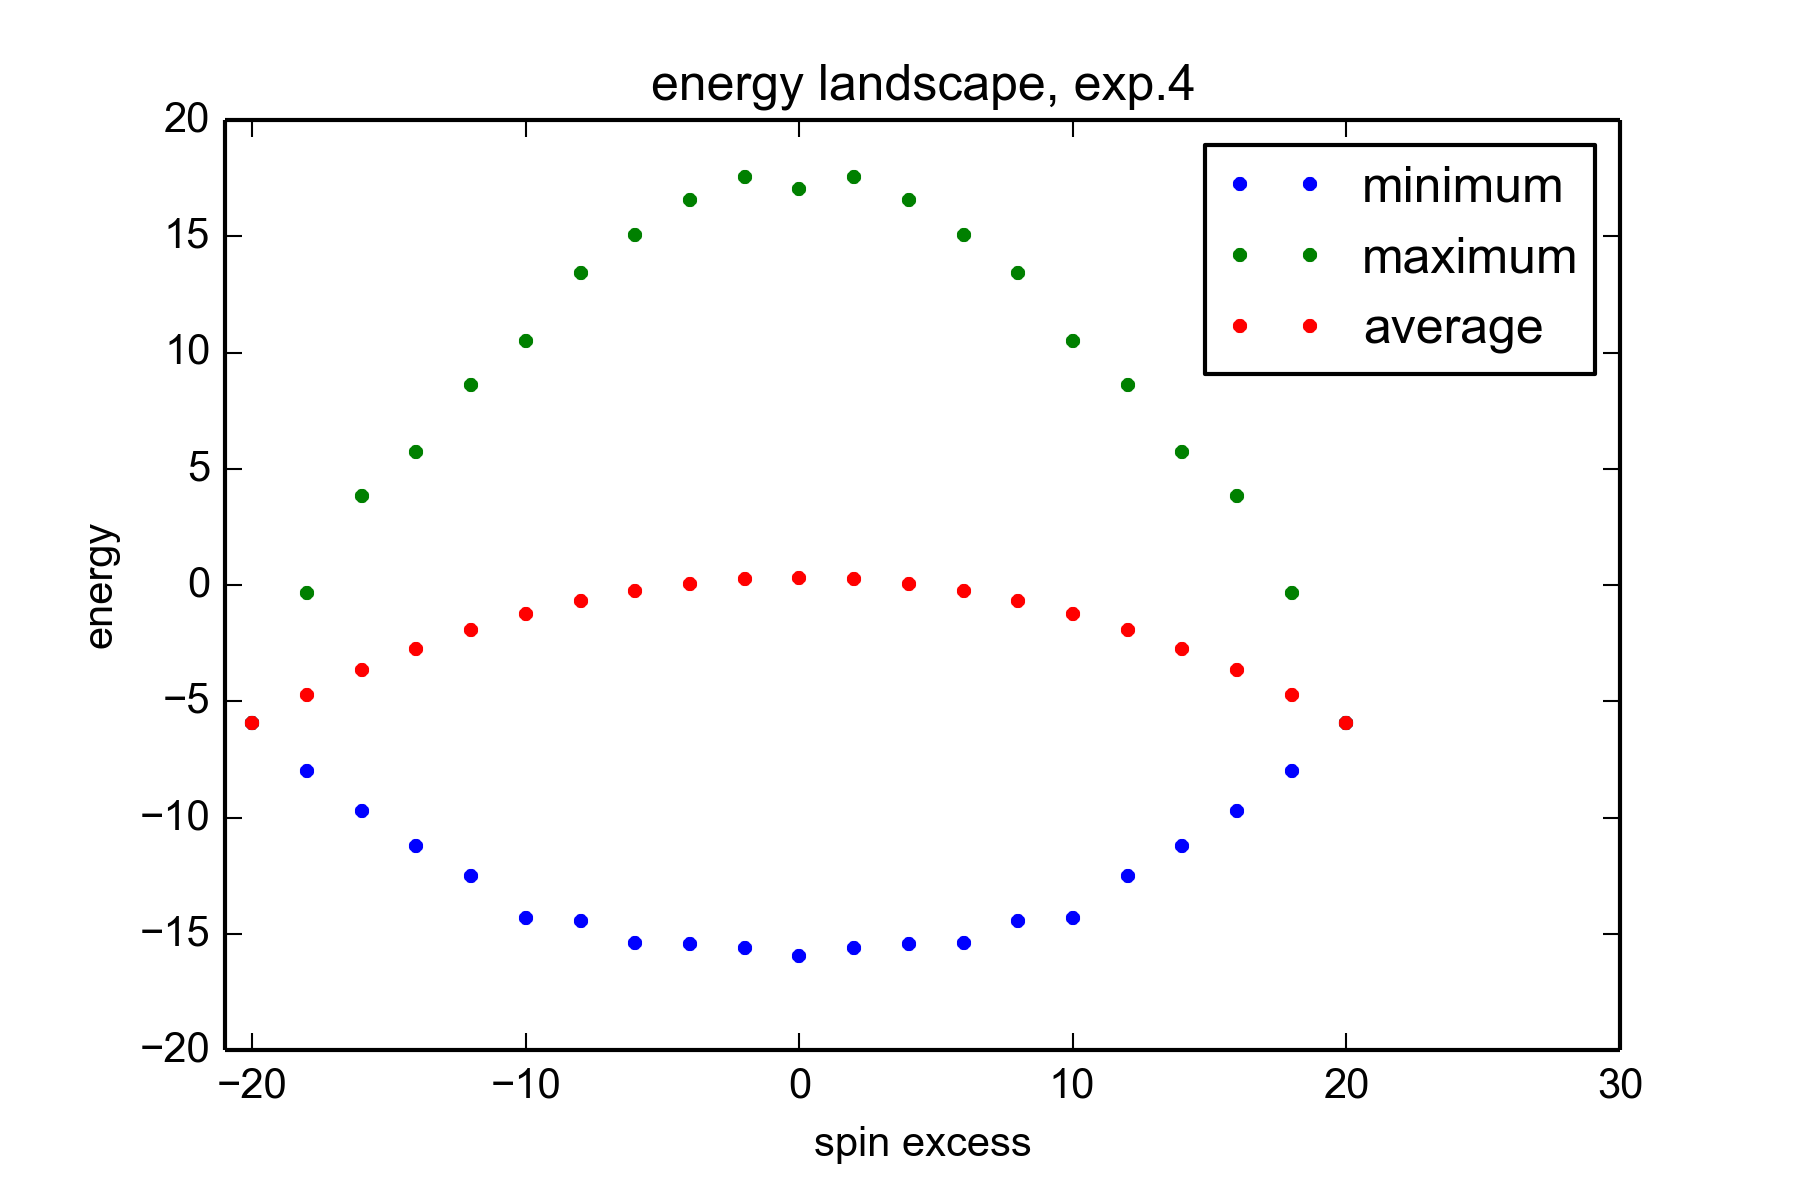 energy landscape, exp.4
20
15
10
5
0
−5
−10
−15
−20
energy
minimum
maximum
average
−20 −10 0 10 20 30
spin excess